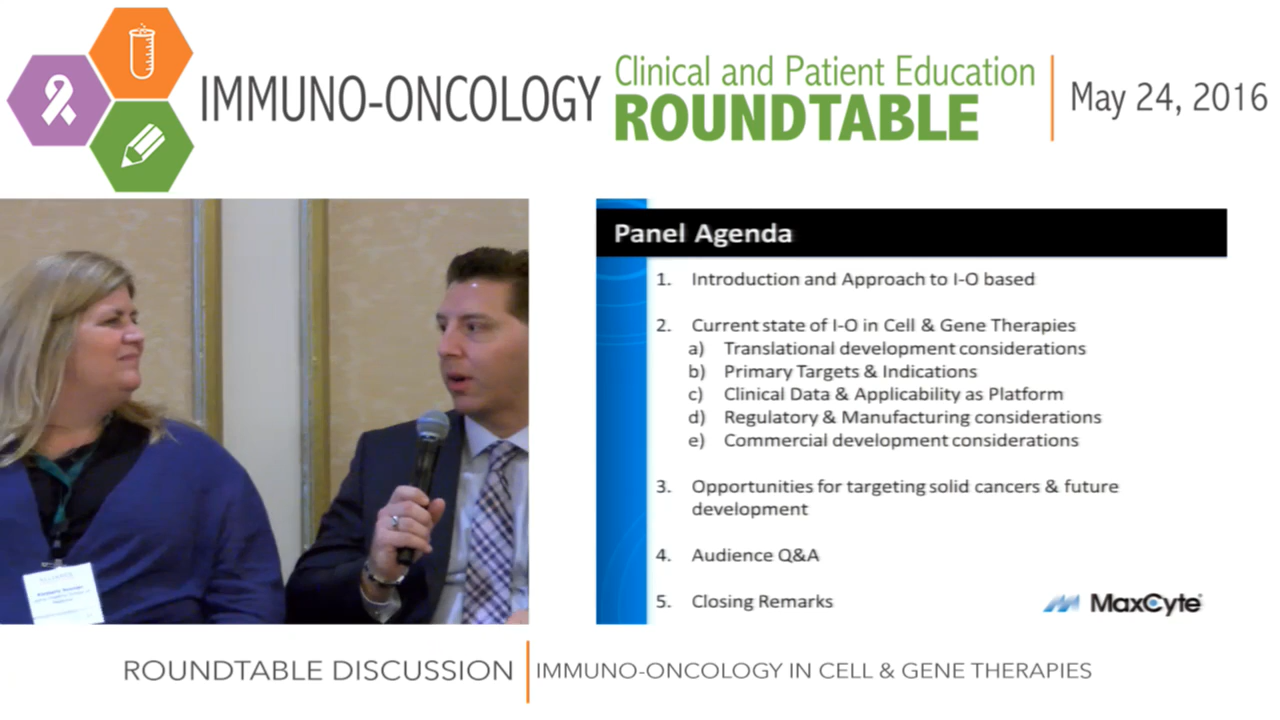 IMMUNO-ONCOLOGY
Clinical and Patient Education
ROUNDTABLE
May 24, 2016
Panel Agenda
1. Introduction and Approach to I-O based
2. Current state of I-O in Cell & Gene Therapies
a) Translational development considerations
b) Primary Targets & Indications
c) Clinical Data & Applicability as Platform
d) Regulatory & Manufacturing considerations
e) Commercial development considerations
3. Opportunities for targeting solid cancers & future
development
4. Audience Q&A
5. Closing Remarks
MaxCyte
ROUNDTABLE DISCUSSION
IMMUNO-ONCOLOGY IN CELL & GENE THERAPIES